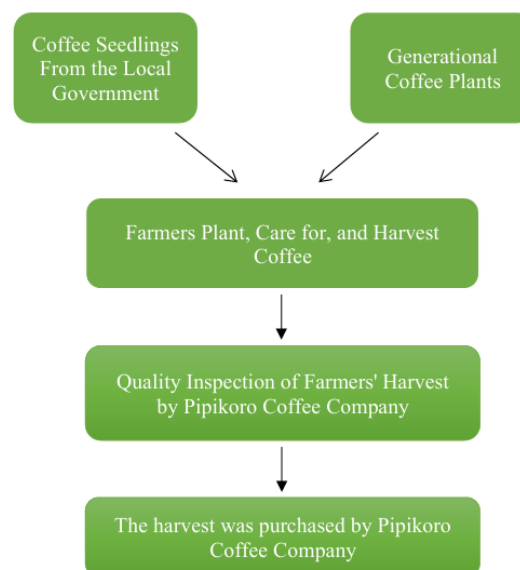 Coffee Seedlings
From the Local
Government
Generational
Coffee Plants
Farmers Plant, Care for, and Harvest
Coffee
Quality Inspection of Farmers' Harvest
by Pipikoro Coffee Company
The harvest was purchased by Pipikoro
Coffee Company